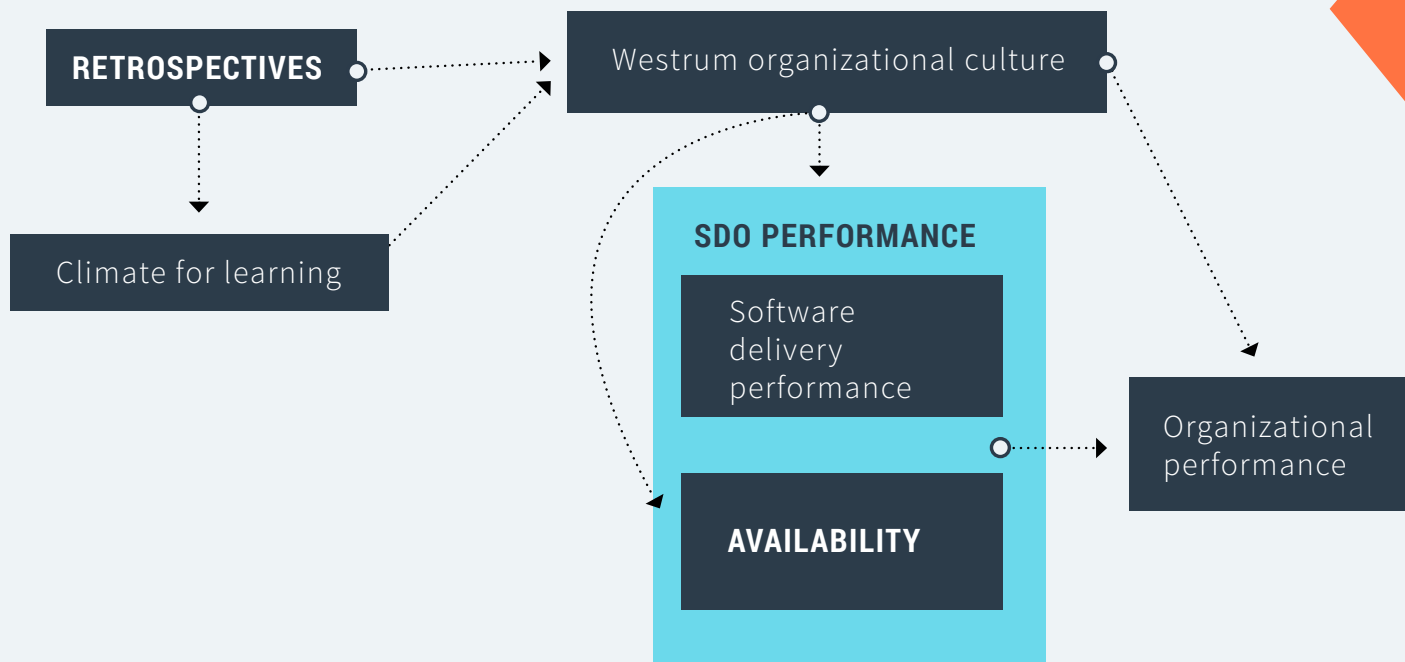 RETROSPECTIVES
Westrum organizational culture
Climate for learning
SDO PERFORMANCE
Software
delivery
performance
AVAILABILITY
Organizational
performance